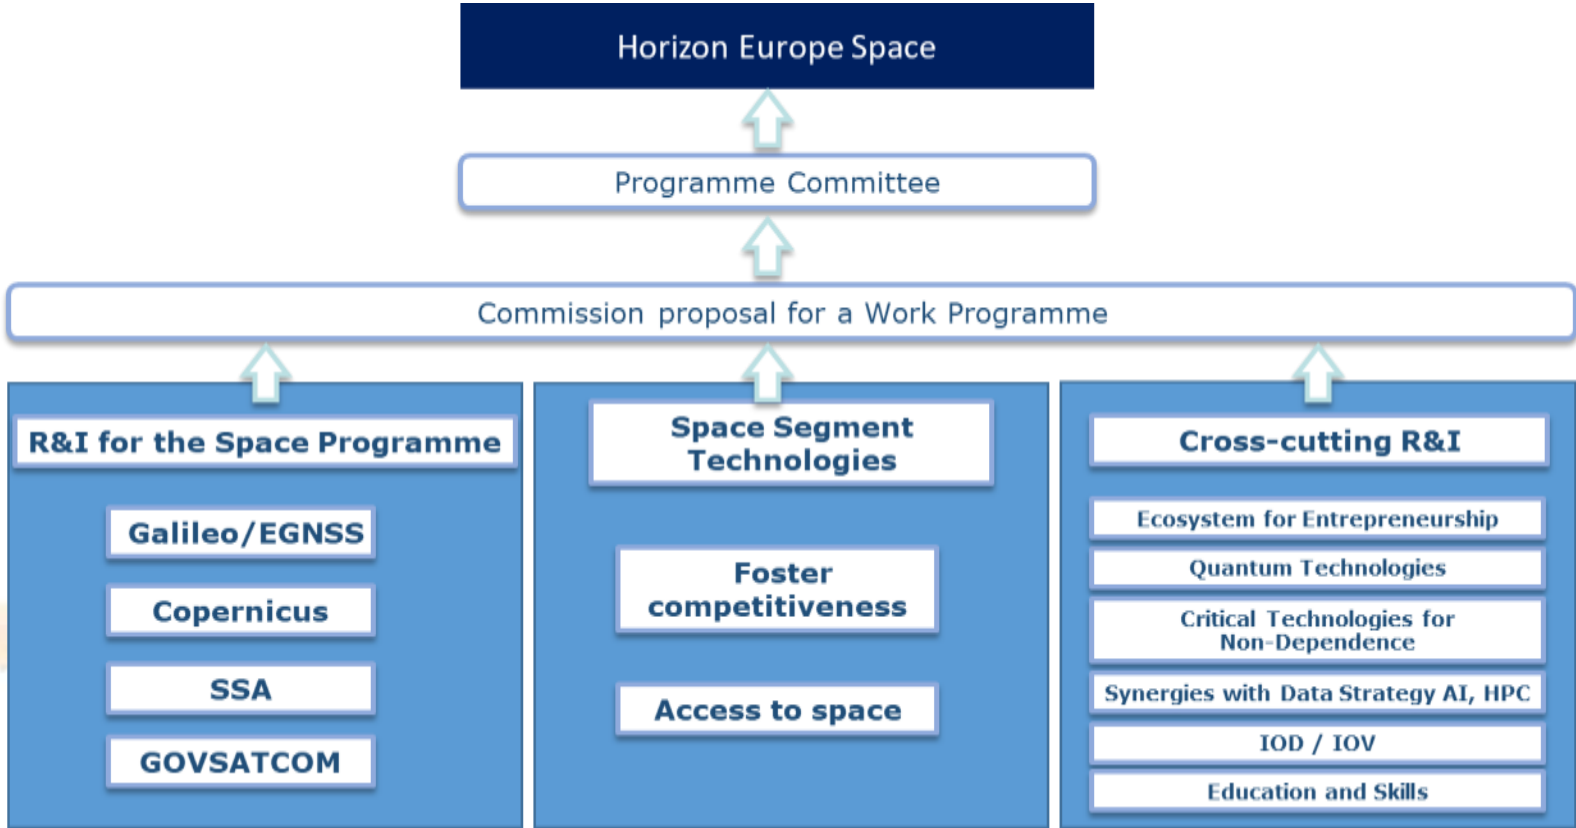 Horizon Europe Space
Programme Committee
Commission proposal for a Work Programme
R&I for the Space Programme
Galileo/EGNSS
Copernicus
SSA
GOVSATCOM
Space Segment
Technologies
Foster
competitiveness
Access to space
Cross-cutting R&I
Ecosystem for Entrepreneurship
Quantum Technologies
Critical Technologies for
Non-Dependence
Synergies with Data Strategy AI, HPC
IOD / IOV
Education and Skills